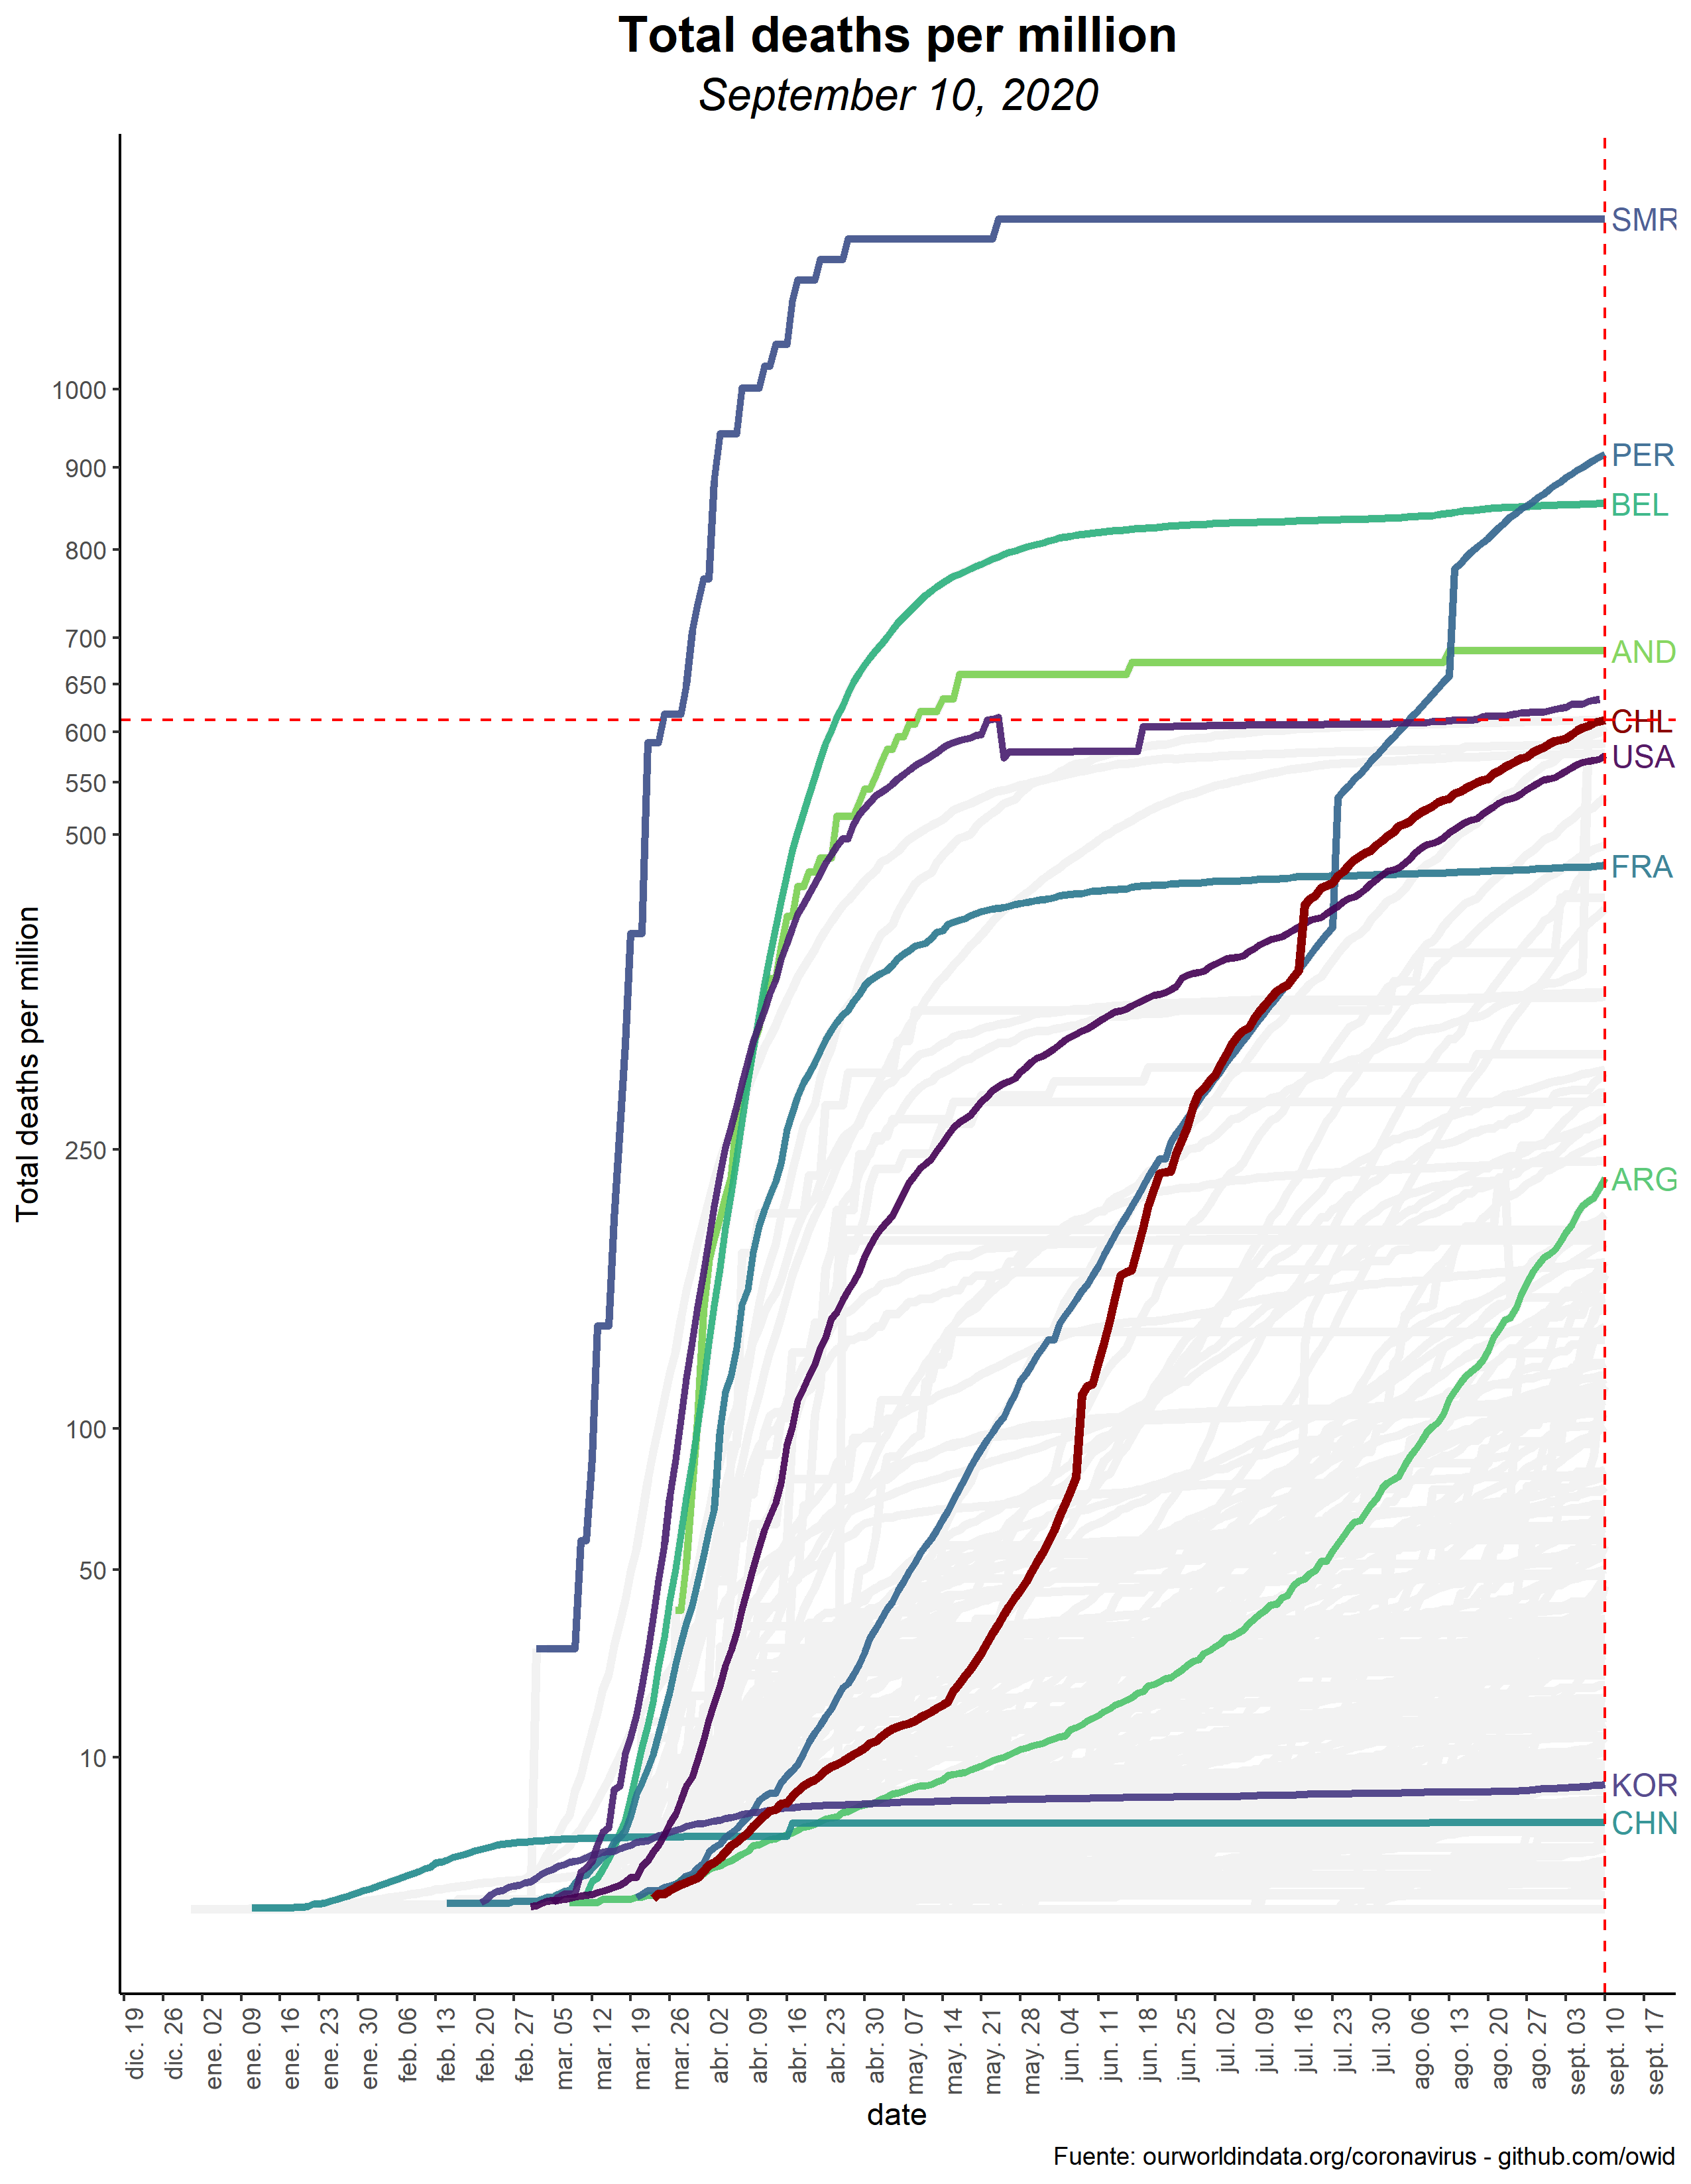 Total deaths per million
September 10, 2020
Total deaths per million
1000
900
800
700
650
600
550
500
250
100
50
10
SMR
PER
BEL
AND
CHL
USA
FRA
ARG
KOR
CHN
dic. 19
dic. 26
ene. 02
ene. 09
ene. 16
ene. 23
ene. 30
feb. 06
feb. 13
feb. 20
feb. 27
mar. 05
mar. 12
mar. 19
mar. 26
abr. 02
abr. 09
abr. 16
abr. 23
abr. 30
may. 07
may. 14
may. 21
may. 28
jun. 04
jun. 11
jun. 18
jun. 25
jul. 02
jul. 09
jul. 16
jul. 23
jul. 30
ago. 06
ago. 13
ago. 20
ago. 27
sept. 03
sept. 10
sept. 17
date
Fuente: ourworldindata.org/coronavirus - github.com/owid